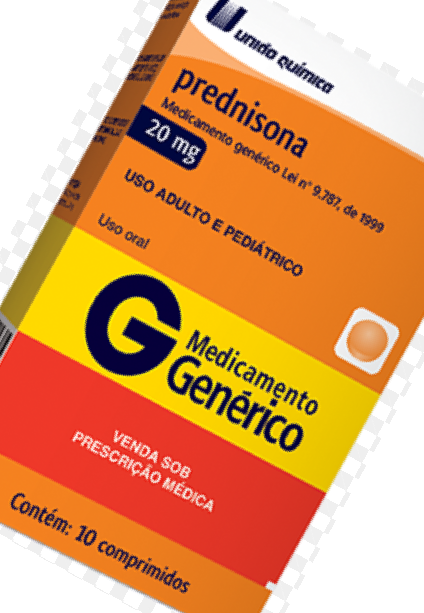 união química
prednisona
Medicamento genérico Lei n° 9.787, de 1999
20 mg
USO ADULTO E PEDIÁTRICO
Uso oral
G Medicamento
Genérico
VENDA SOB
PRESCRIÇÃO MÉDICA
Contém: 10 comprimidos